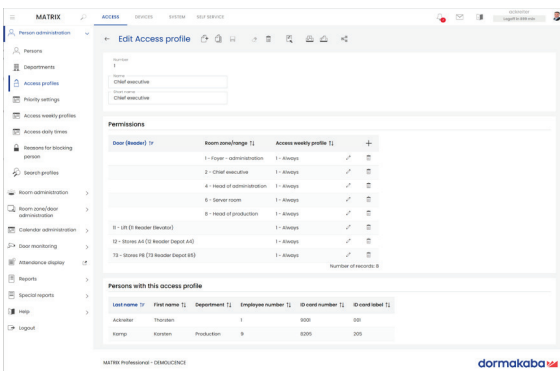 MATRIX
ACCESS DEVICES SYSTEM SELF SERVICE
Person administration
Persons
Departments
Access profiles
Priority settings
Access weekly profiles
Access daily times
Reasons for blocking
person
Search profiles
Room administration
Room zone/door
administration
Calendar administration
Door monitoring
Attendance display
Reports
Special reports
Help
Logout
Edit Access profile
Number
1
Name
Chief executive
Short name
Chief executive
Permissions
Door (Reader) Room zone/range Access weekly profile
1 - Foyer - administration 1 - Always
2 - Chief executive 1 - Always
4 - Head of administration 1 - Always
5 - Server room 1 - Always
8 - Head of production 1 - Always
11 - Lift (11 Reader Elevator) 1 - Always
12 - Stores A4 (12 Reader Depot A4) 1 - Always
73 - Stores PB (73 Reader Depot B5) 1 - Always
Number of records: 8
Persons with this access profile
Last name First name Department Employee number ID card number ID card label
Ackreiter Thorsten 1 9001
Kamp Karsten Production 9 8205 205
MATRIX Professional - DEMOLICENCE
dormakaba